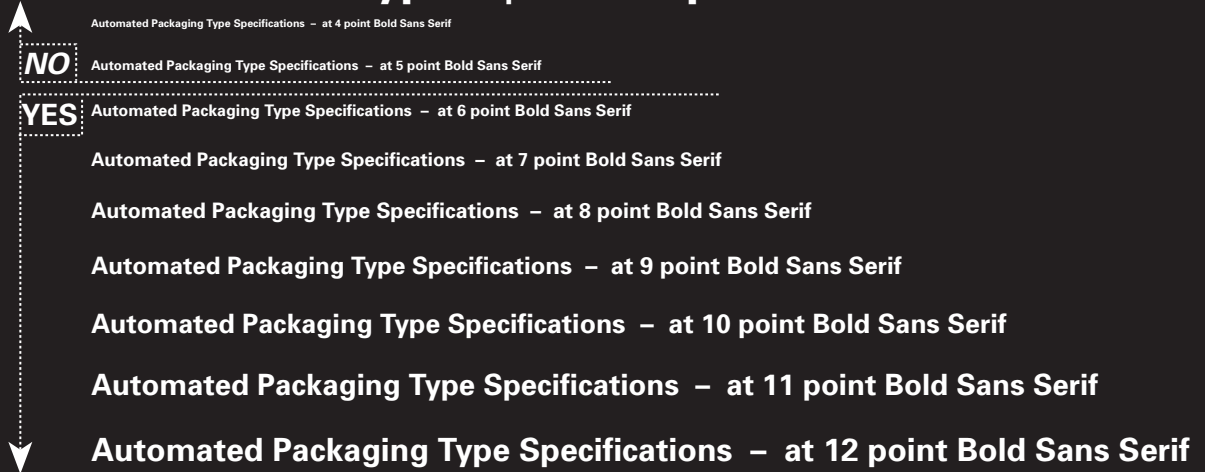 Automated Packaging Type Specifications – at 4 point Bold Sans Serif
NO Automated Packaging Type Specifications – at 5 point Bold Sans Serif
YES Automated Packaging Type Specifications – at 6 point Bold Sans Serif
Automated Packaging Type Specifications – at 7 point Bold Sans Serif
Automated Packaging Type Specifications – at 8 point Bold Sans Serif
Automated Packaging Type Specifications – at 9 point Bold Sans Serif
Automated Packaging Type Specifications – at 10 point Bold Sans Serif
Automated Packaging Type Specifications – at 11 point Bold Sans Serif
Automated Packaging Type Specifications – at 12 point Bold Sans Serif